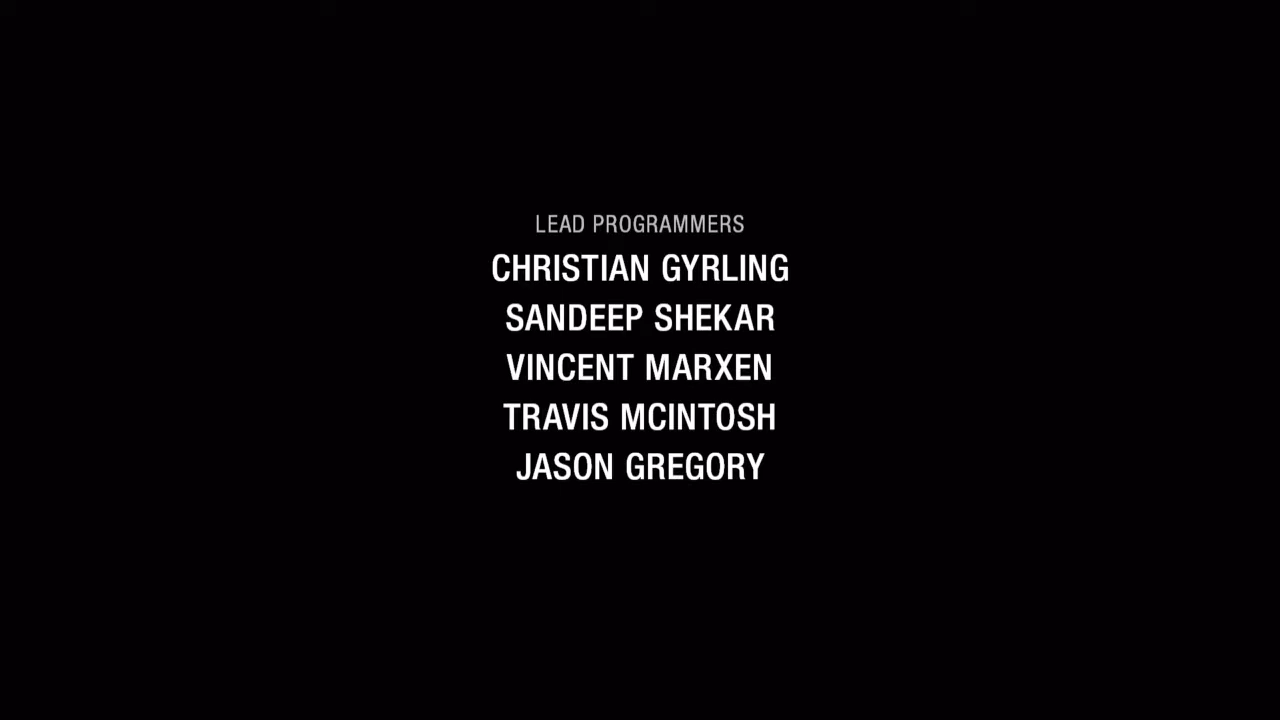 LEAD PROGRAMMERS
CHRISTIAN GYRLING
SANDEEP SHEKAR
VINCENT MARXEN
TRAVIS MCINTOSH
JASON GREGORY